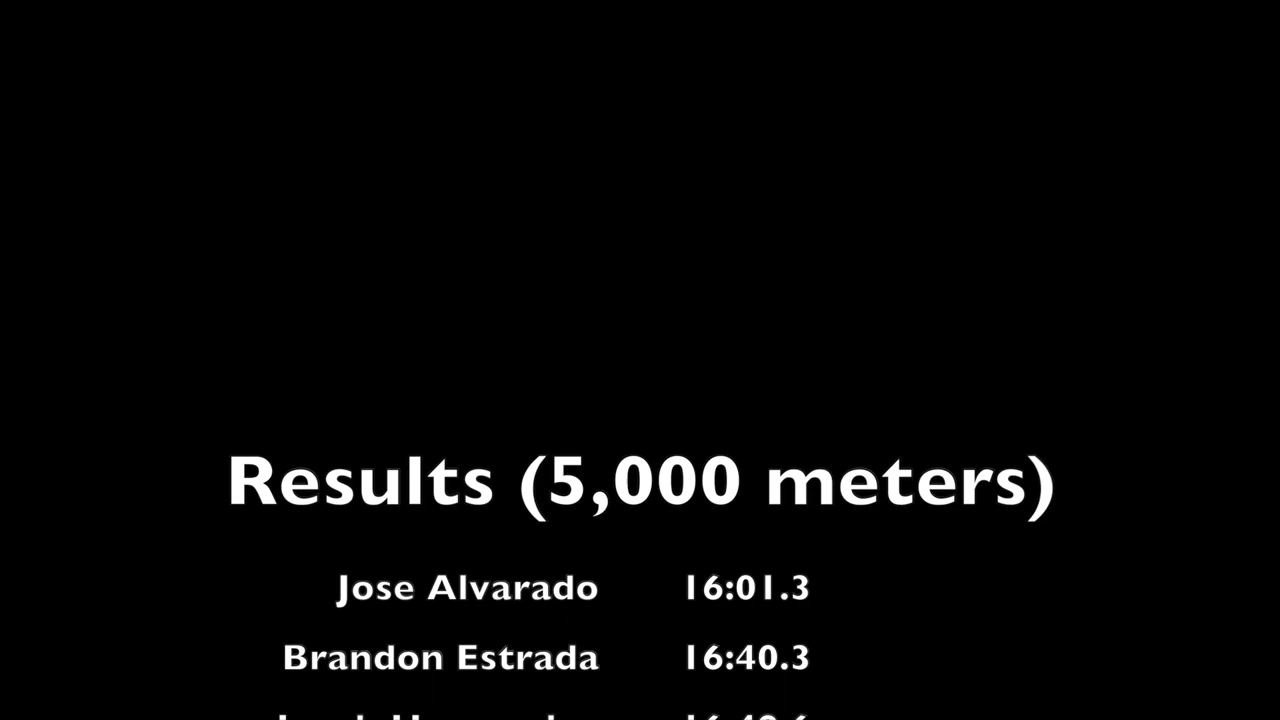 Results (5,000 meters)
Jose Alvarado 16:01.3
Brandon Estrada 16:40.3